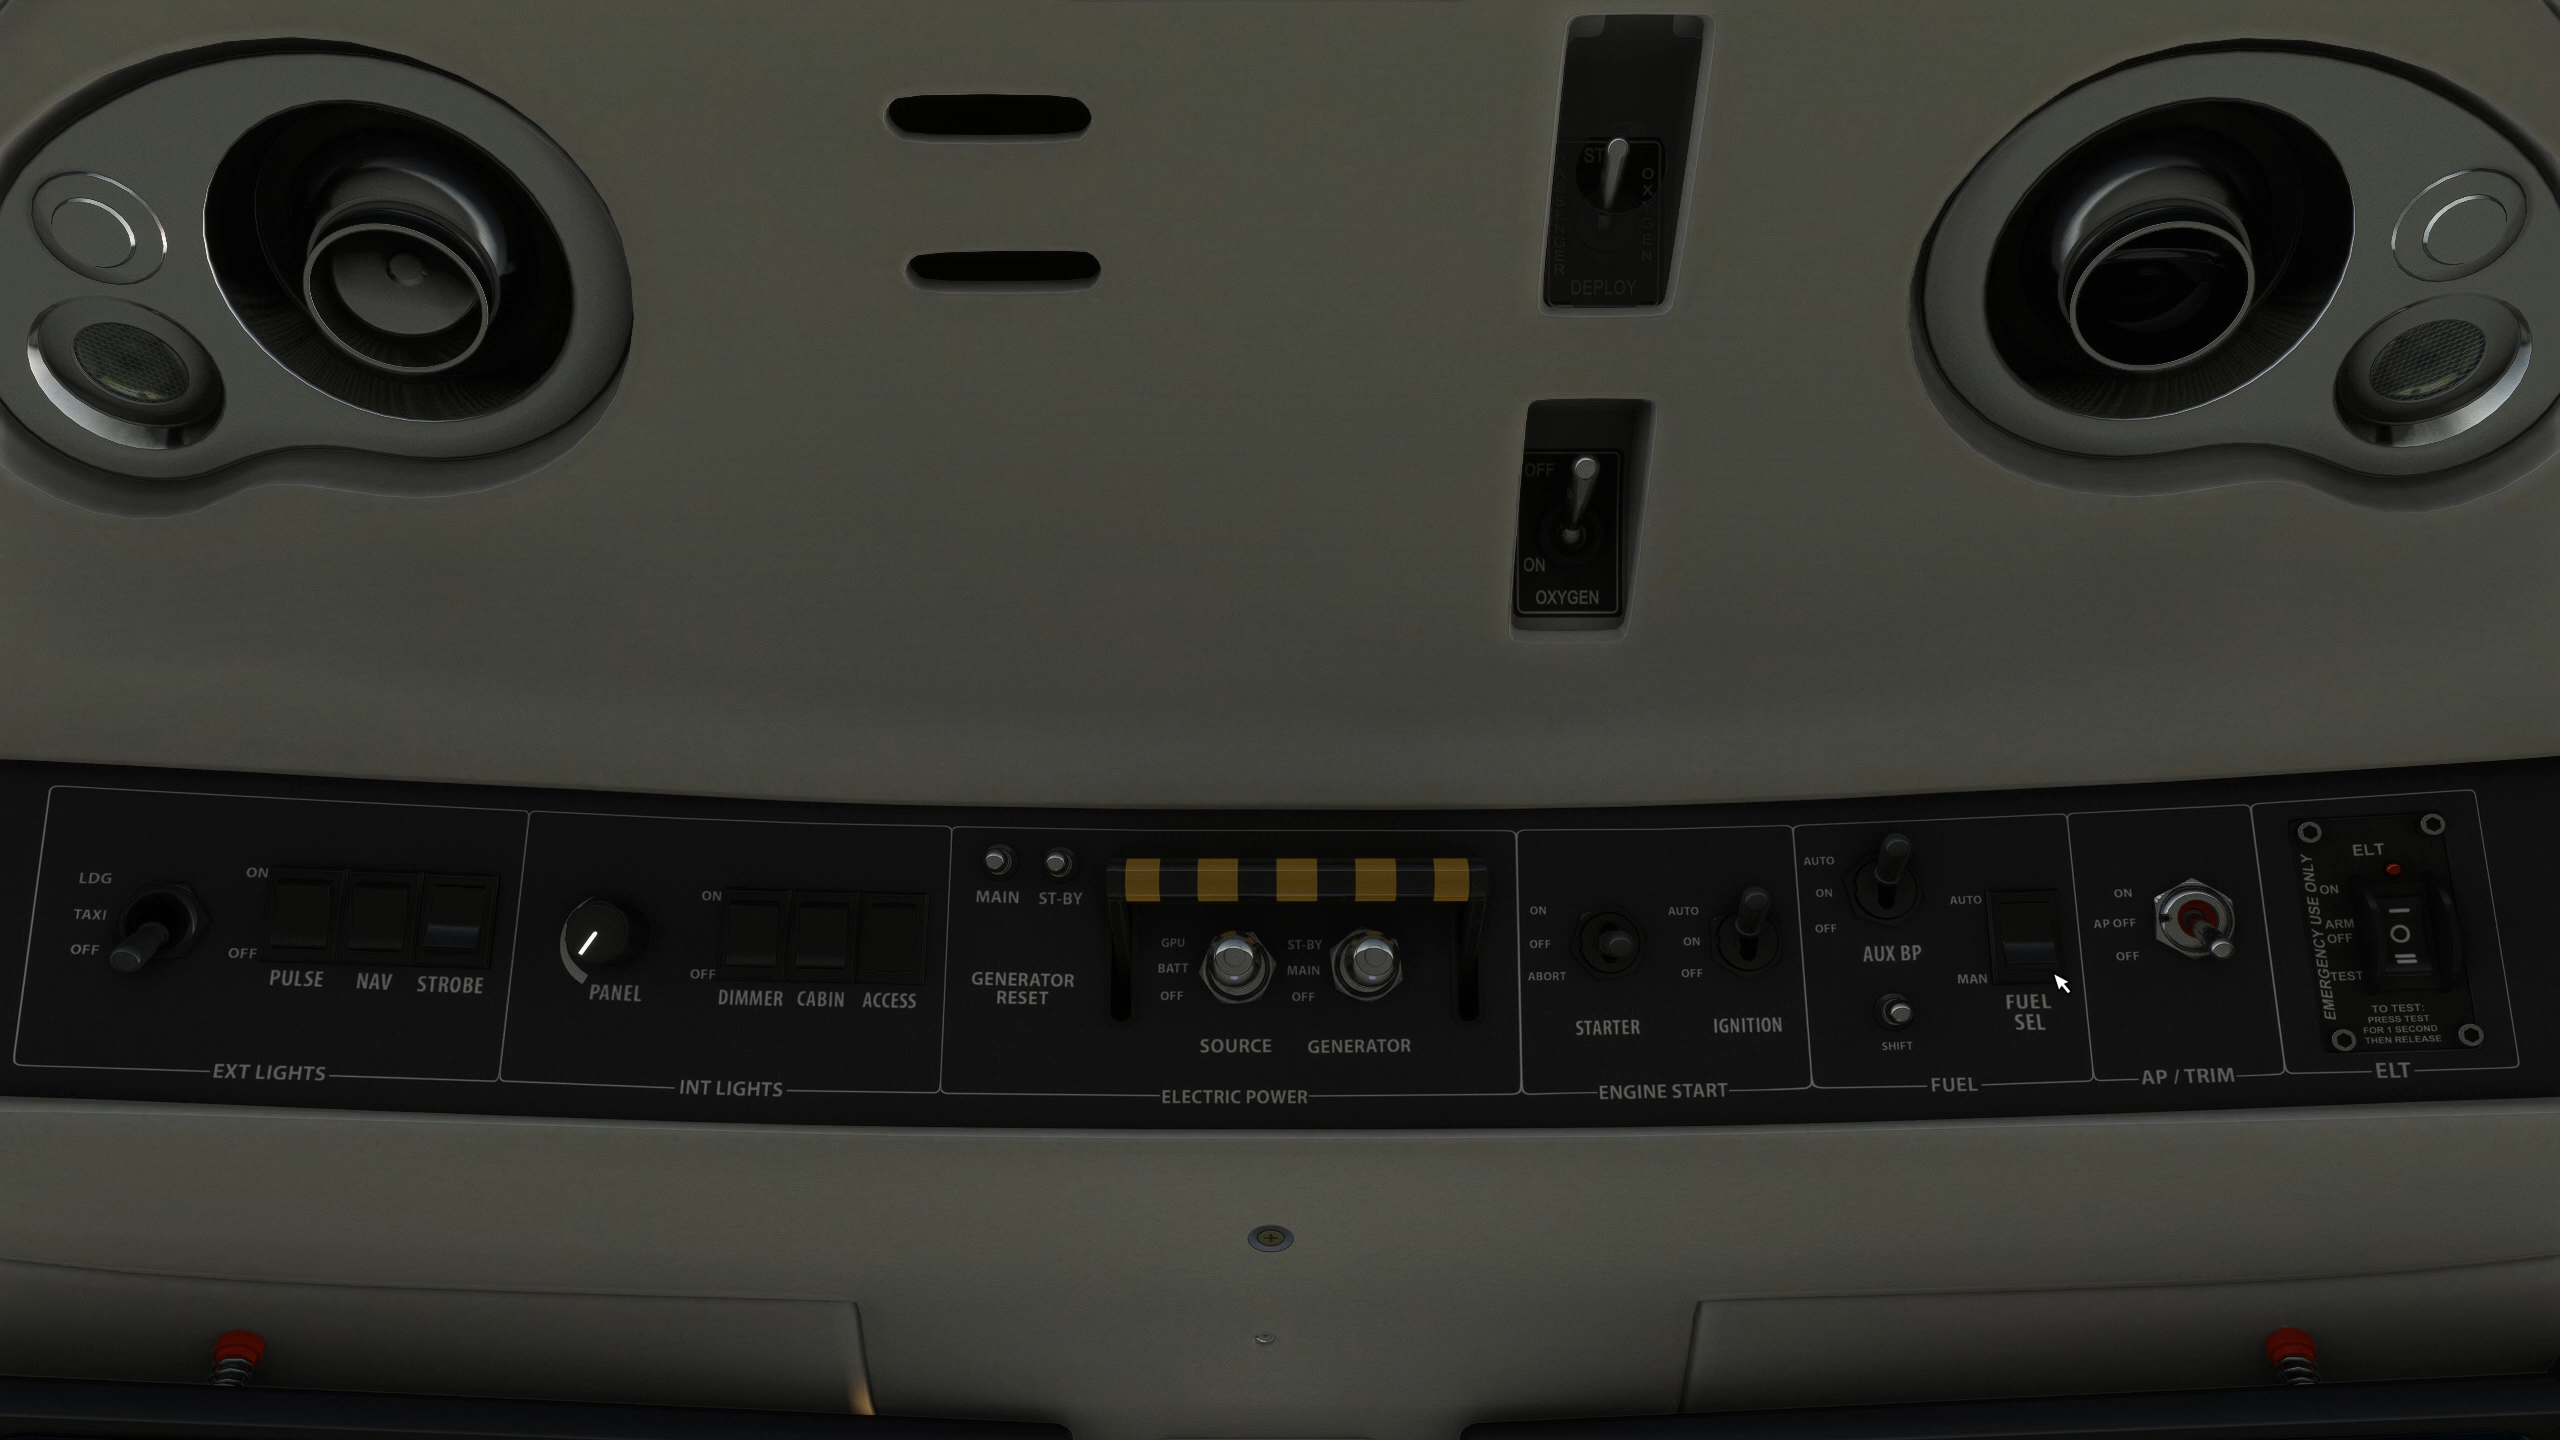 ST
OXYGEN
DEPLOY
OFF
ON
OXYGEN
LDG
TAXI
OFF
ON
OFF
PULSE
NAV
STROBE
EXT LIGHTS
PANEL
ON
OFF
DIMMER
CABIN
ACCESS
INT LIGHTS
MAIN
ST-BY
GENERATOR
RESET
GPU
BATT
OFF
SOURCE
ST-BY
MAIN
OFF
GENERATOR
ELECTRIC POWER
ON
OFF
ABORT
STARTER
AUTO
ON
OFF
IGNITION
ENGINE START
AUTO
ON
OFF
AUX BP
SHIFT
AUTO
MAN
FUEL
SEL
FUEL
ON
AP OFF
OFF
AP / TRIM
EMERGENCY USE ONLY
ELT
ON
ARM
OFF
TEST
TO TEST:
PRESS TEST
FOR 1 SECOND
THEN RELEASE
ELT